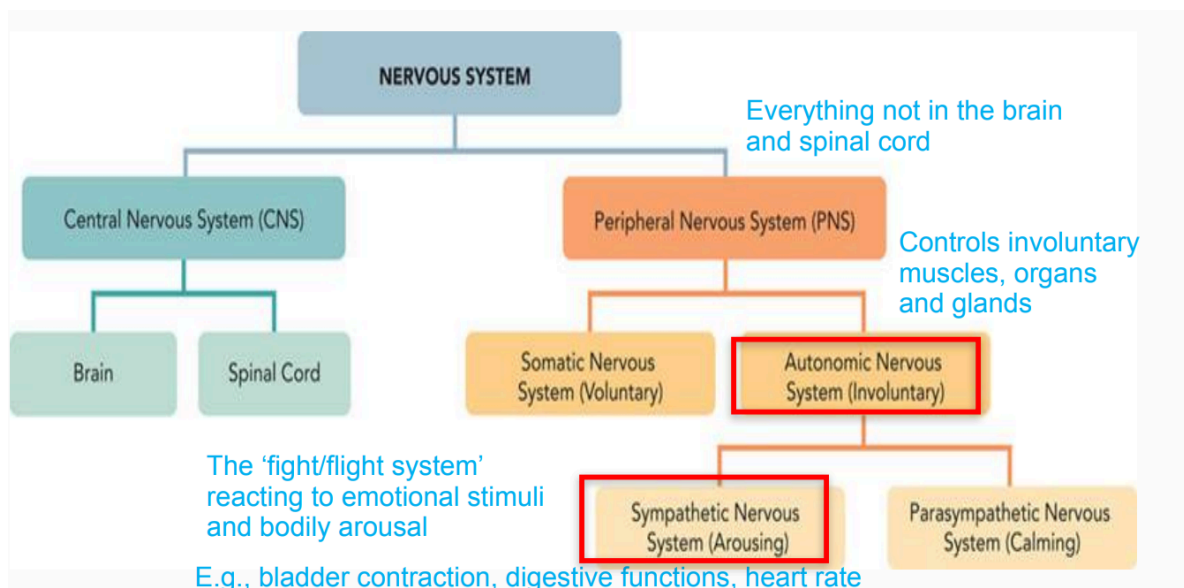 NERVOUS SYSTEM
Everything not in the brain
and spinal cord
Central Nervous System (CNS)
Peripheral Nervous System (PNS)
Controls involuntary
muscles, organs
and glands
Brain
Spinal Cord
Somatic Nervous
System (Voluntary)
Autonomic Nervous
System (Involuntary)
The ‘fight/flight system’
reacting to emotional stimuli
and bodily arousal
Sympathetic Nervous
System (Arousing)
Parasympathetic Nervous
System (Calming)
E.g., bladder contraction, digestive functions, heart rate